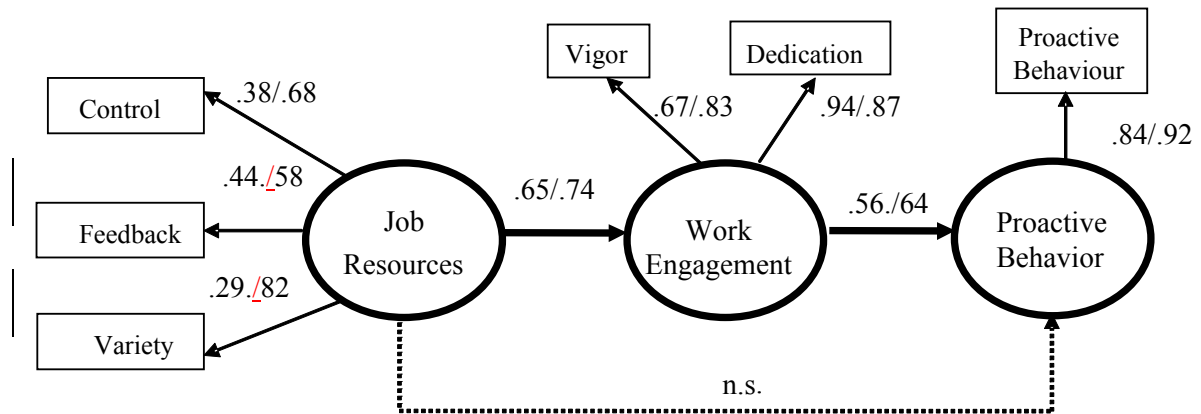 Vigor
Dedication
Proactive
Behaviour
Control
.38/.68
.67/.83
.94/.87
.84/.92
.44./58
Feedback
Job
Resources
.65/.74
Work
Engagement
.56./64
Proactive
Behavior
.29./82
Variety
n.s.